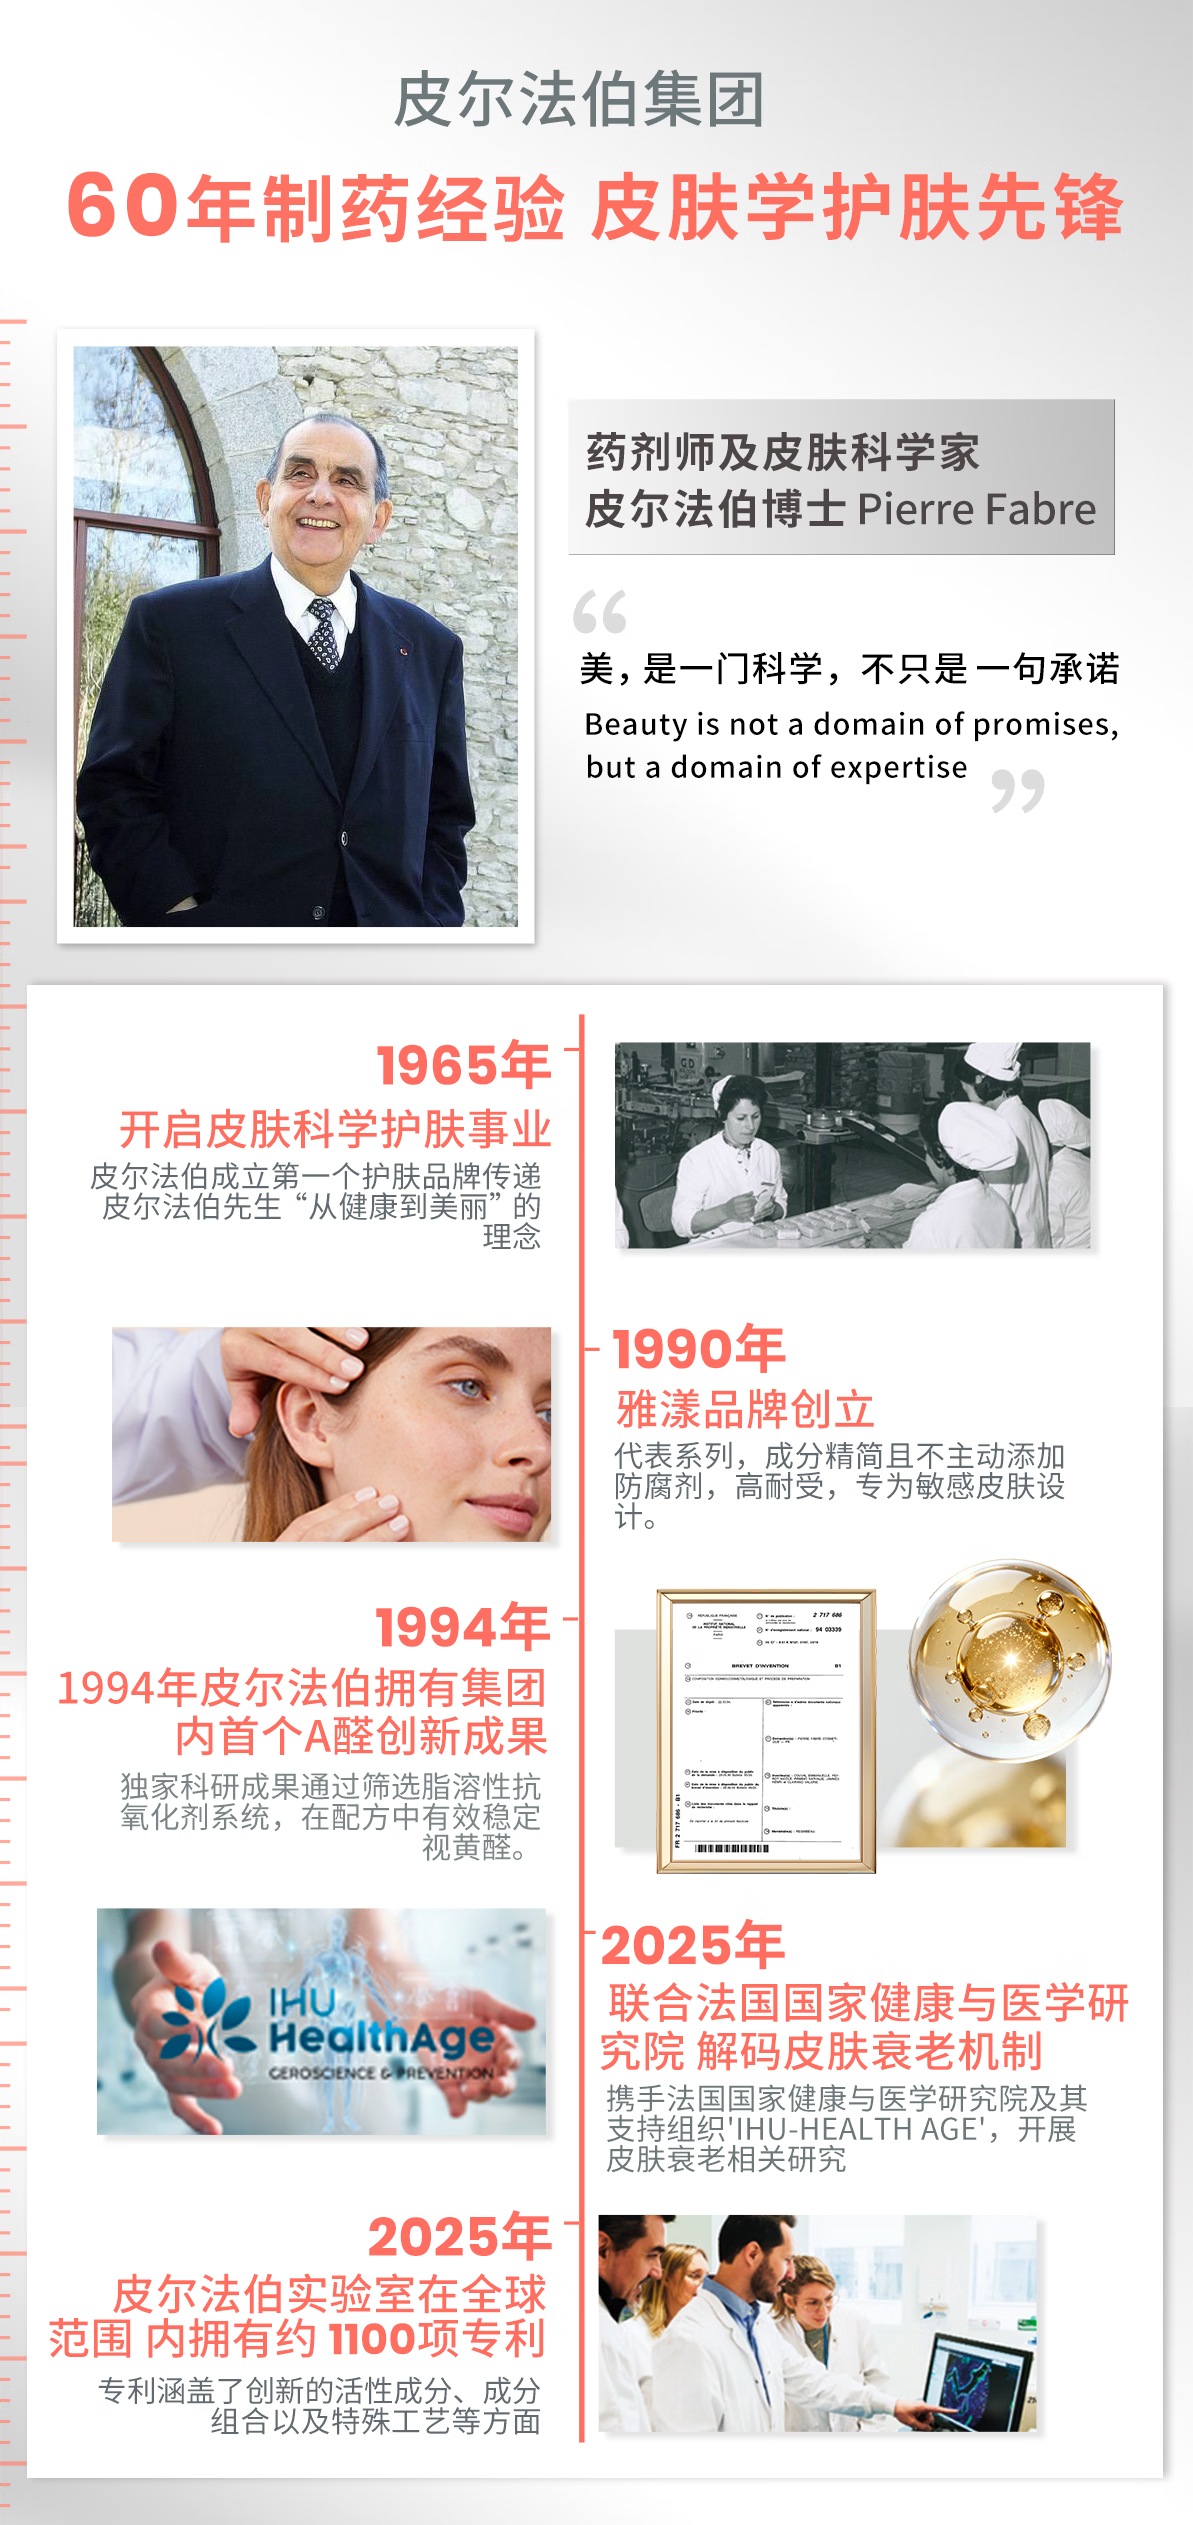 皮尔法伯集团
60年制药经验 皮肤学护肤先锋
药剂师及皮肤科学家
皮尔法伯博士 Pierre Fabre
“
美，是一门科学，不只是一句承诺
Beauty is not a domain of promises,
but a domain of expertise
”
1965年
开启皮肤科学护肤事业
皮尔法伯成立第一个护肤品牌传递
皮尔法伯先生“从健康到美丽”的
理念
1990年
雅漾品牌创立
代表系列，成分精简且不主动添加
防腐剂，高耐受，专为敏感皮肤设
计。
1994年
1994年皮尔法伯拥有集团
内首个A醛创新成果
独家科研成果通过筛选脂溶性抗
氧化剂系统，在配方中有效稳定
视黄醛。
REPUBLIQUE FRANÇAISE
INSTITUT NATIONAL
DE LA PROPRIETE INDUSTRIELLE
PARIS
2 717 686
94 03339
BREVET D'INVENTION B1
FR 2 717 686 - B1
IHU
HealthAge
GEROSCIENCE & PREVENTION
2025年
联合法国国家健康与医学研
究院 解码皮肤衰老机制
携手法国国家健康与医学研究院及其
支持组织'IHU-HEALTH AGE'，开展
皮肤衰老相关研究
2025年
皮尔法伯实验室在全球
范围 内拥有约 1100项专利
专利涵盖了创新的活性成分、成分
组合以及特殊工艺等方面